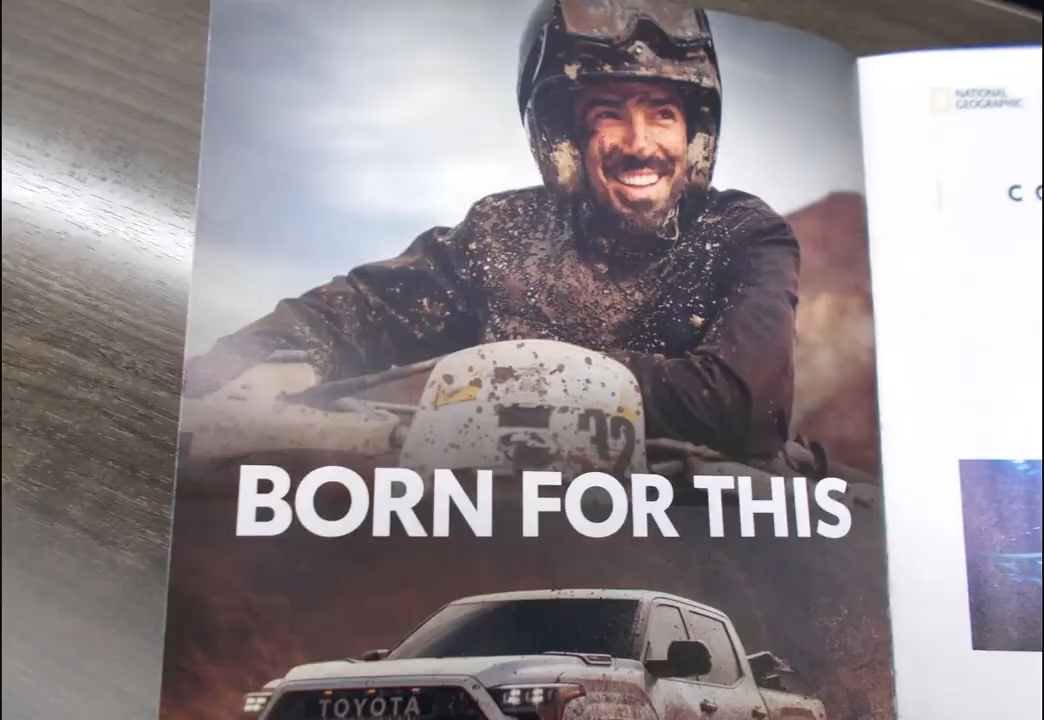 NATIONAL
GEOGRAPHIC
32
BORN FOR THIS
TOYOTA